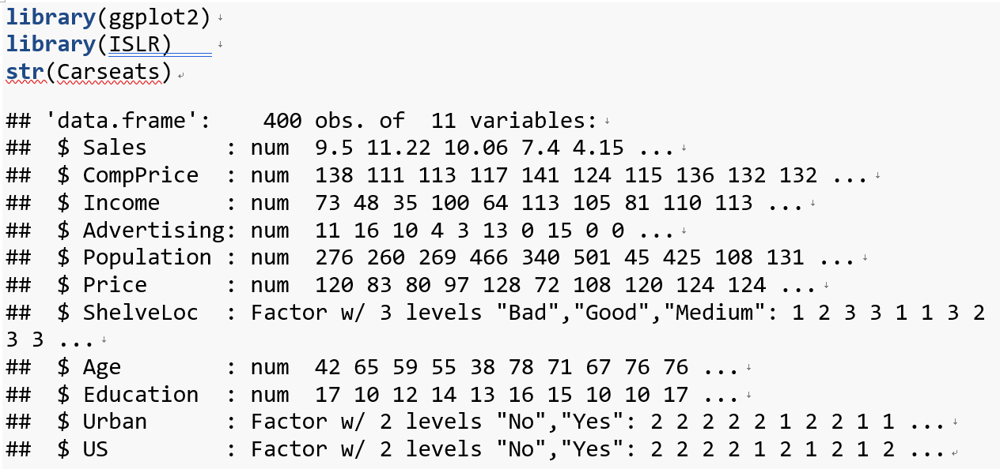 library(ggplot2)
library(ISLR)
str(Carseats)
## 'data.frame':    400 obs. of  11 variables:
##  $ Sales      : num  9.5 11.22 10.06 7.4 4.15 ...
##  $ CompPrice  : num  138 111 113 117 141 124 115 136 132 132 ...
##  $ Income     : num  73 48 35 100 64 113 105 81 110 113 ...
##  $ Advertising: num  11 16 10 4 3 13 0 15 0 0 ...
##  $ Population : num  276 260 269 466 340 501 45 425 108 131 ...
##  $ Price      : num  120 83 80 97 128 72 108 120 124 124 ...
##  $ ShelveLoc  : Factor w/ 3 levels "Bad","Good","Medium": 1 2 3 3 1 1 3 2
3 3 ...
##  $ Age        : num  42 65 59 55 38 78 71 67 76 76 ...
##  $ Education  : num  17 10 12 14 13 16 15 10 10 17 ...
##  $ Urban      : Factor w/ 2 levels "No","Yes": 2 2 2 2 2 1 2 2 1 1 ...
##  $ US         : Factor w/ 2 levels "No","Yes": 2 2 2 2 1 2 1 2 1 2 ...